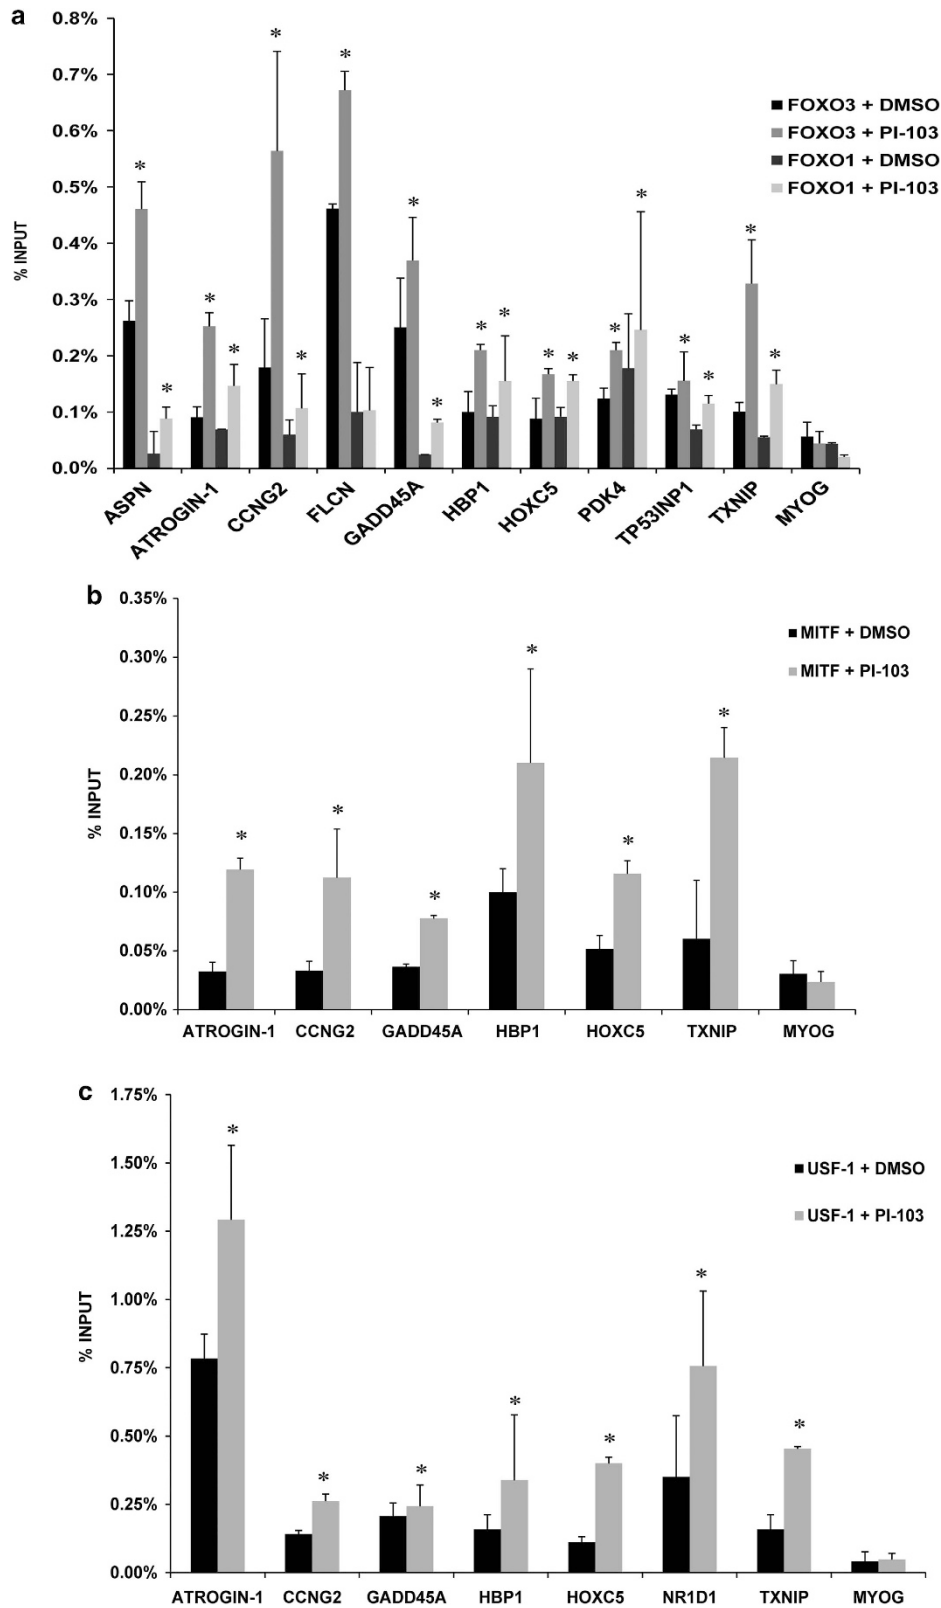 a
0.8%
0.7%
0.6%
0.5%
0.4%
0.3%
0.2%
0.1%
0.0%
% INPUT
* * * * * * * * * * * * * * * * * *
FOXO3 + DMSO
FOXO3 + PI-103
FOXO1 + DMSO
FOXO1 + PI-103
ASPN ATROGIN-1 CCNG2 FLCN GADD45A HBP1 HOXC5 PDK4 TP53INP1 TXNIP MYOG
b
0.35%
0.30%
0.25%
0.20%
0.15%
0.10%
0.05%
0.00%
% INPUT
* * * * * *
MITF + DMSO
MITF + PI-103
ATROGIN-1 CCNG2 GADD45A HBP1 HOXC5 TXNIP MYOG
c
1.75%
1.50%
1.25%
1.00%
0.75%
0.50%
0.25%
0.00%
% INPUT
* * * * * * *
USF-1 + DMSO
USF-1 + PI-103
ATROGIN-1 CCNG2 GADD45A HBP1 HOXC5 NR1D1 TXNIP MYOG